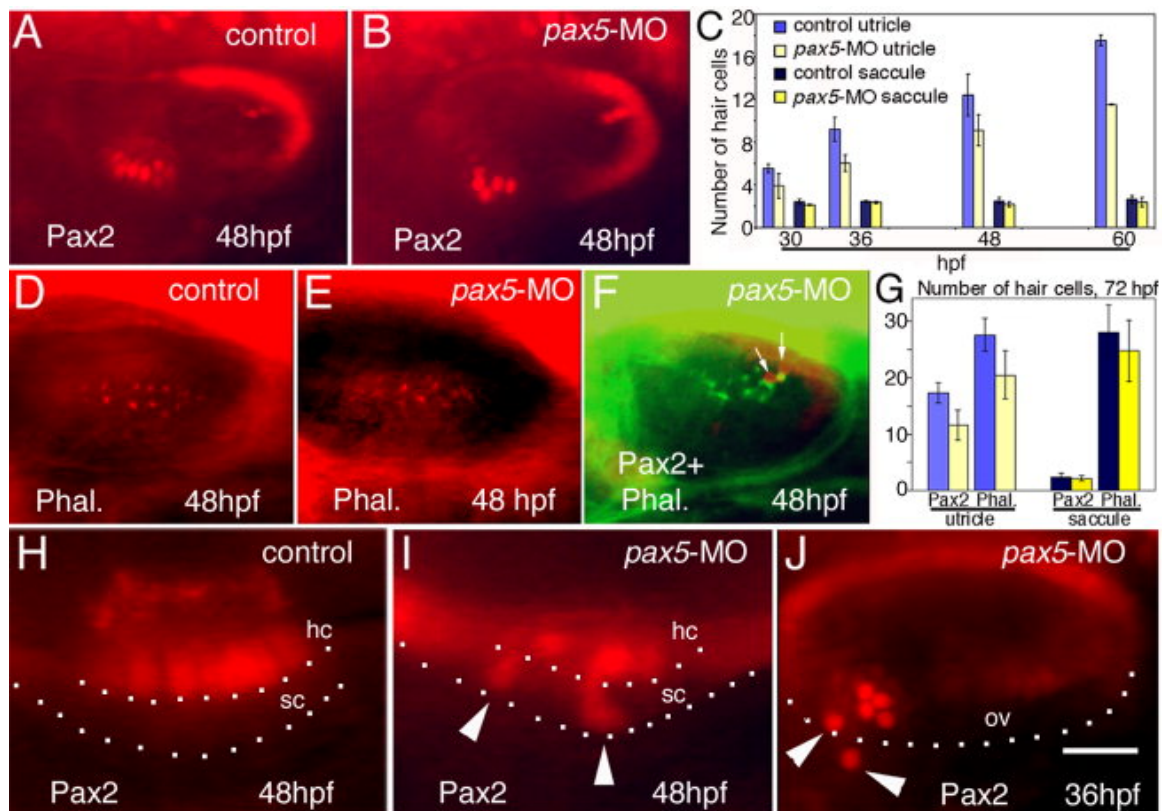 A control
Pax2 48hpf
B pax5-MO
Pax2 48hpf
C
Number of hair cells
20
16
12
8
4
0
control utricle
pax5-MO utricle
control saccule
pax5-MO saccule
30 36 48 60
hpf
D control
Phal. 48hpf
E pax5-MO
Phal. 48 hpf
F pax5-MO
Pax2+
Phal. 48hpf
G Number of hair cells, 72 hpf
30
20
10
0
Pax2 Phal. Pax2 Phal.
utricle saccule
H control
hc
sc
Pax2 48hpf
I pax5-MO
hc
sc
Pax2 48hpf
J pax5-MO
ov
Pax2 36hpf